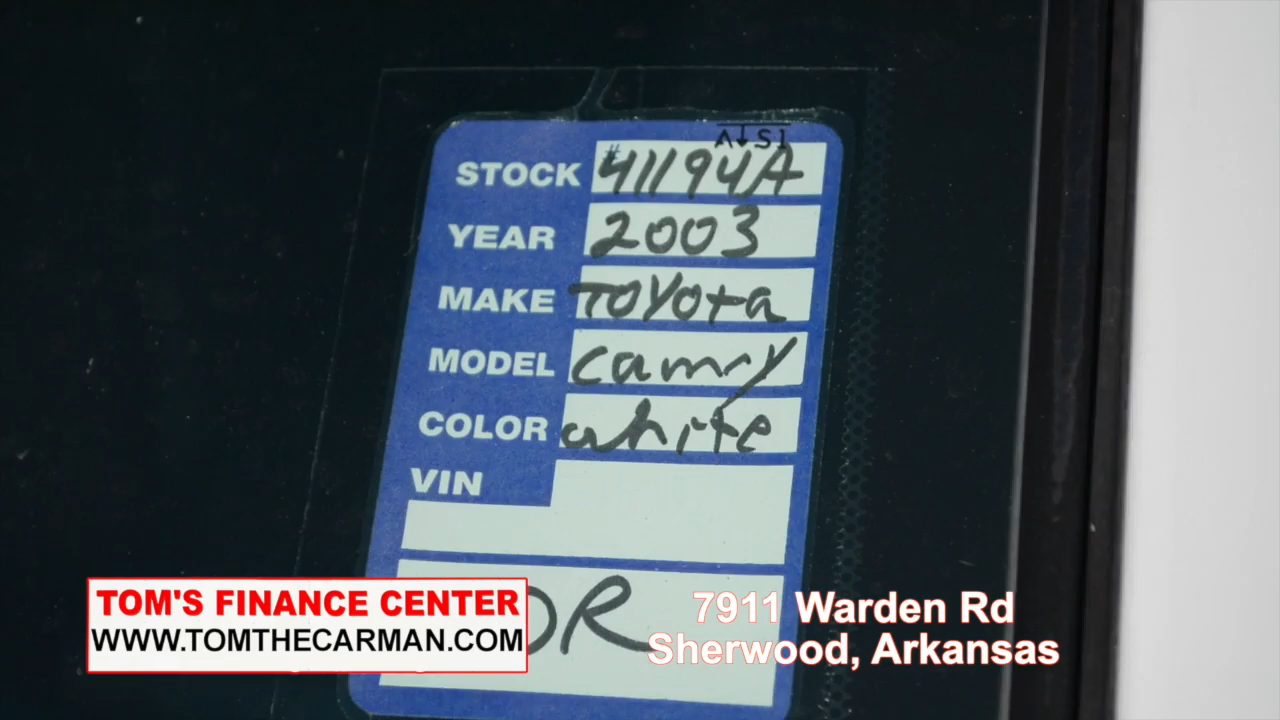 A↓S1
STOCK #41194A
YEAR 2003
MAKE TOYOta
MODEL camry
COLOR white
VIN
DR
TOM'S FINANCE CENTER
WWW.TOMTHECARMAN.COM
7911 Warden Rd
Sherwood, Arkansas